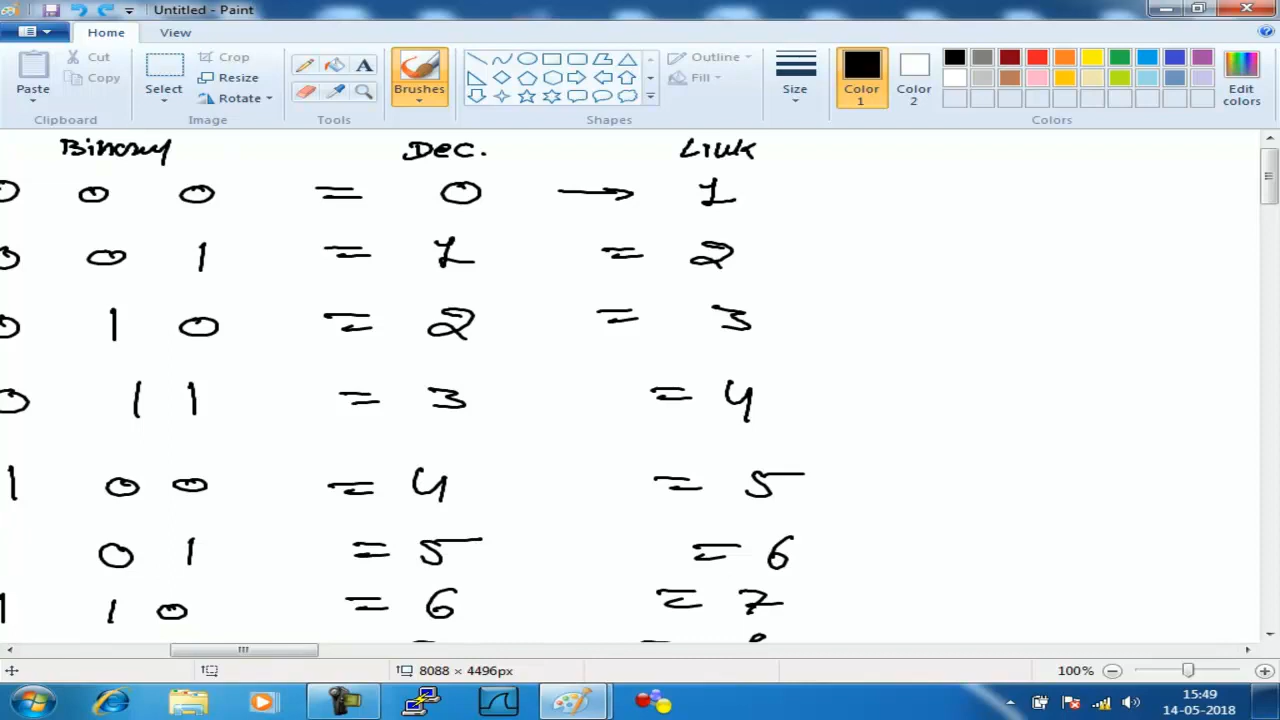 Untitled - Paint
Home View
Cut
Copy
Paste
Clipboard
Crop
Resize
Rotate
Select
Image
Tools
Brushes
Shapes
Outline
Fill
Size
Color 1
Color 2
Edit colors
Colors
Binary Dec. Link
0 0 0 = 0 → 1
0 0 1 = 1 = 2
0 1 0 = 2 = 3
0 1 1 = 3 = 4
1 0 0 = 4 = 5
0 1 = 5 = 6
1 1 0 = 6 = 7
8088 × 4496px
100%
15:49
14-05-2018